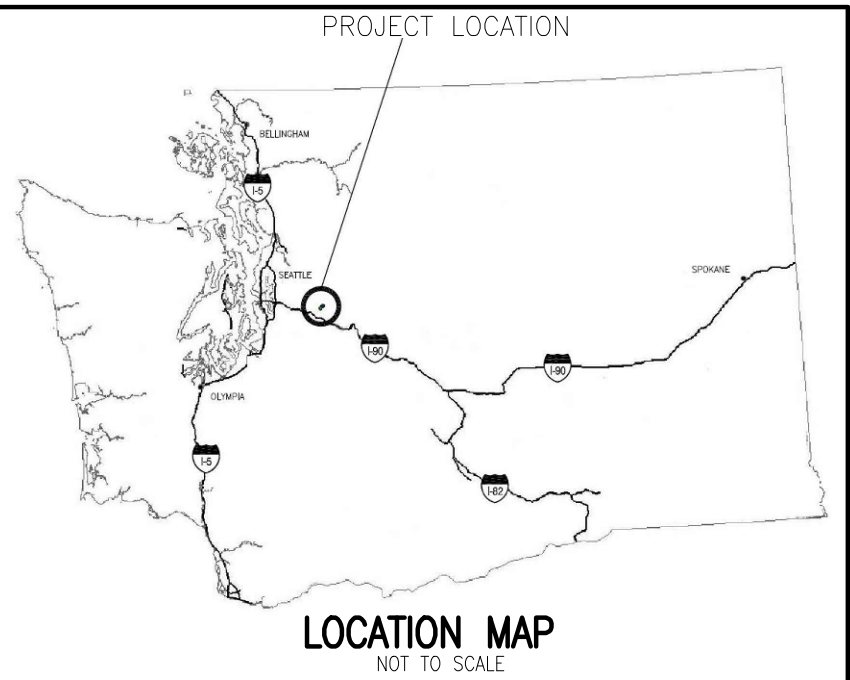 PROJECT LOCATION
BELLINGHAM
I-5
SEATTLE
SPOKANE
I-90
I-90
OLYMPIA
I-5
I-82
LOCATION MAP
NOT TO SCALE